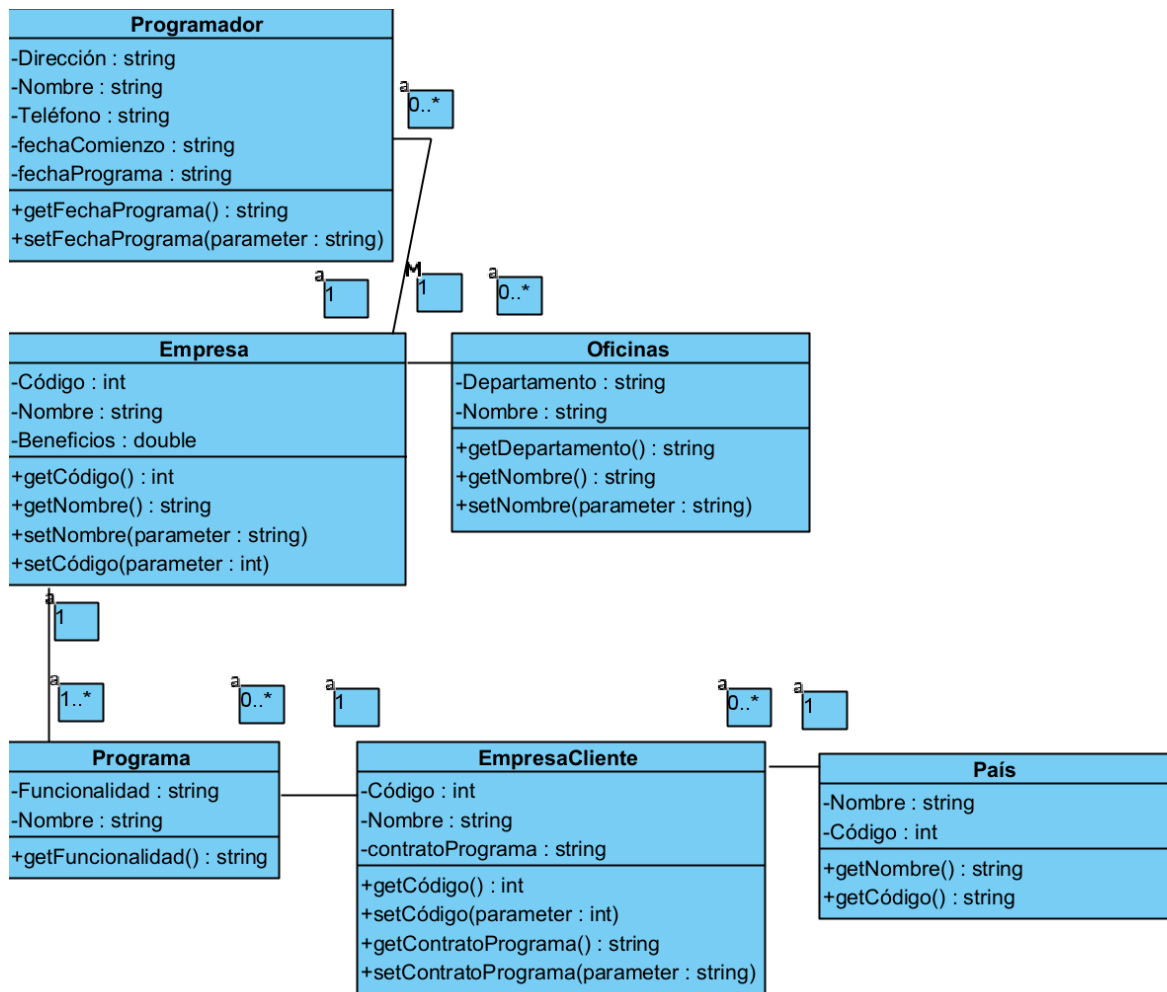 Programador
-Dirección : string
-Nombre : string
-Teléfono : string
-fechaComienzo : string
-fechaPrograma : string
+getFechaPrograma() : string
+setFechaPrograma(parameter : string)
a
0..*
a
1
M
1
a
0..*
Empresa
-Código : int
-Nombre : string
-Beneficios : double
+getCódigo() : int
+getNombre() : string
+setNombre(parameter : string)
+setCódigo(parameter : int)
Oficinas
-Departamento : string
-Nombre : string
+getDepartamento() : string
+getNombre() : string
+setNombre(parameter : string)
a
1
a
1..*
a
0..*
a
1
a
0..*
a
1
Programa
-Funcionalidad : string
-Nombre : string
+getFuncionalidad() : string
EmpresaCliente
-Código : int
-Nombre : string
-contratoPrograma : string
+getCódigo() : int
+setCódigo(parameter : int)
+getContratoPrograma() : string
+setContratoPrograma(parameter : string)
País
-Nombre : string
-Código : int
+getNombre() : string
+getCódigo() : string